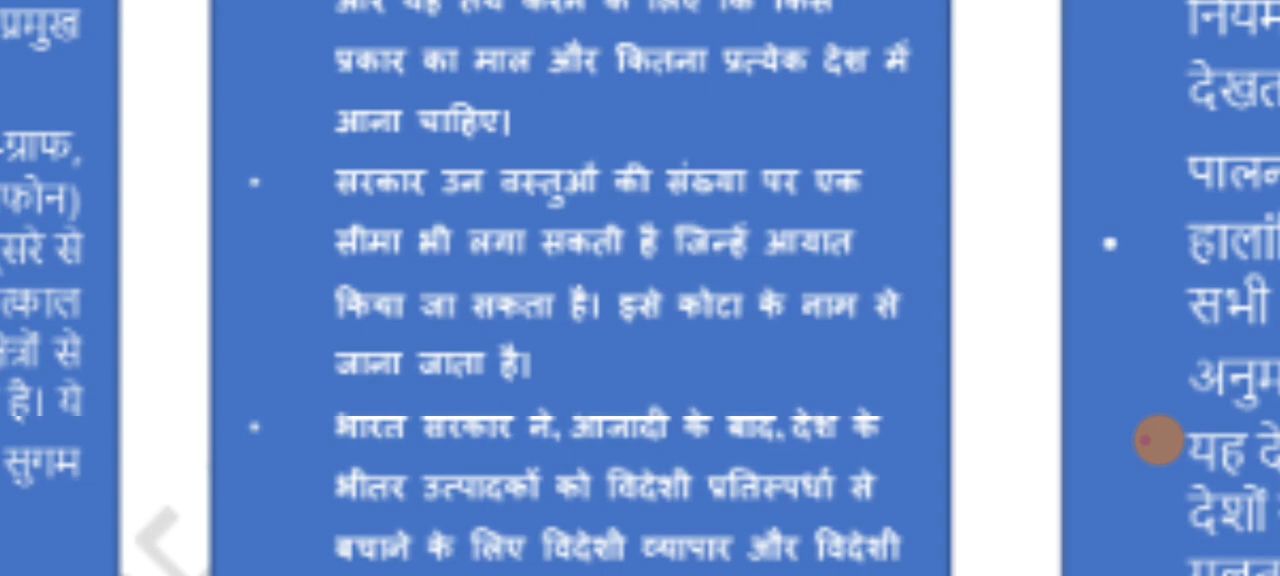 प्रमुख
-ग्राफ,
फोन)
सरे से
त्काल
है। ये
सुगम
प्रकार का माल और कितना प्रत्येक देश में
आना चाहिए।
सरकार उन वस्तुओं की संख्या पर एक
सीमा भी लगा सकती है जिन्हें आयात
किया जा सकता है। इसे कोटा के नाम से
जाना जाता है।
भारत सरकार ने, आजादी के बाद, देश के
भीतर उत्पादकों को विदेशी प्रतिस्पर्धा से
बचाने के लिए विदेशी व्यापार और विदेशी
नियम
देखत
पालन
सभी
अनुम
यह दे
देशों